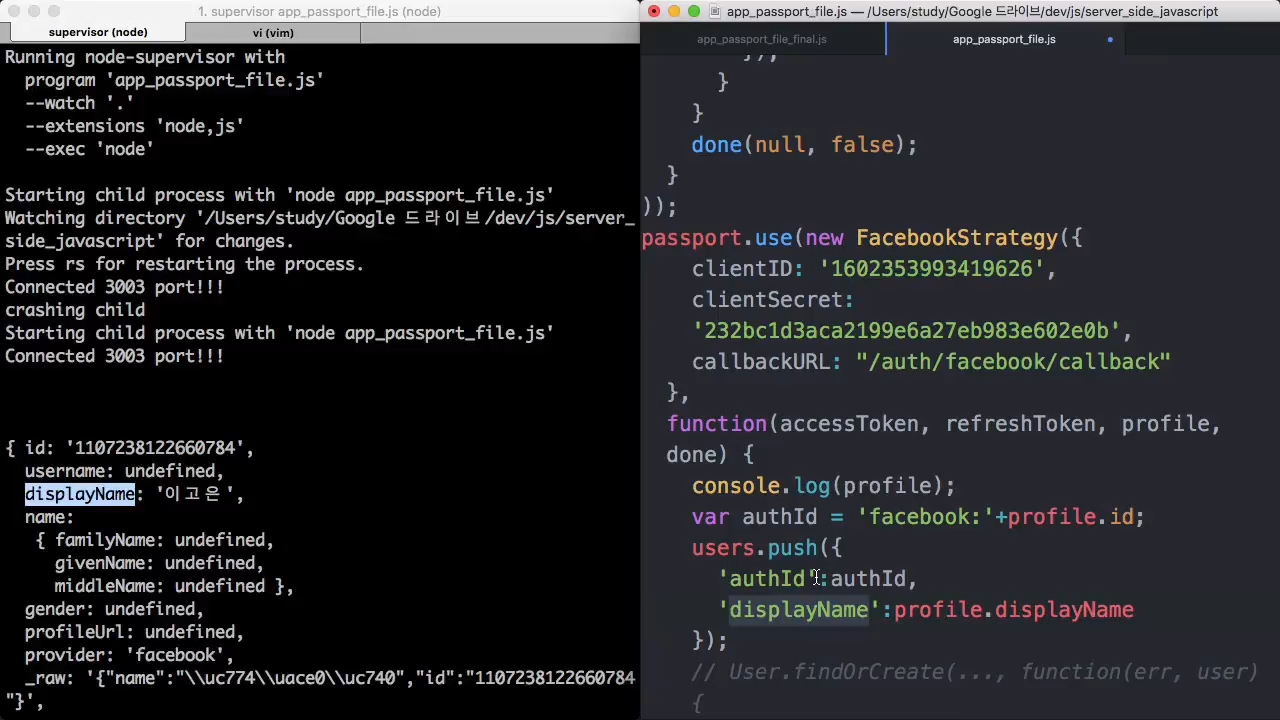 1. supervisor app_passport_file.js (node)
supervisor (node)
vi (vim)
Running node-supervisor with
program 'app_passport_file.js'
--watch '.'
--extensions 'node,js'
--exec 'node'
Starting child process with 'node app_passport_file.js'
Watching directory '/Users/study/Google 드라이브/dev/js/server_
side_javascript' for changes.
Press rs for restarting the process.
Connected 3003 port!!!
crashing child
Starting child process with 'node app_passport_file.js'
Connected 3003 port!!!
{ id: '1107238122660784',
username: undefined,
displayName: '이고은',
name:
{ familyName: undefined,
givenName: undefined,
middleName: undefined },
gender: undefined,
profileUrl: undefined,
provider: 'facebook',
_raw: '{"name":"\\uc774\\uace0\\uc740","id":"1107238122660784
"}',
app_passport_file.js — /Users/study/Google 드라이브/dev/js/server_side_javascript
app_passport_file_final.js
app_passport_file.js
});
}
}
done(null, false);
}
));
passport.use(new FacebookStrategy({
clientID: '1602353993419626',
clientSecret:
'232bc1d3aca2199e6a27eb983e602e0b',
callbackURL: "/auth/facebook/callback"
},
function(accessToken, refreshToken, profile,
done) {
console.log(profile);
var authId = 'facebook:'+profile.id;
users.push({
'authId':authId,
'displayName':profile.displayName
});
// User.findOrCreate(..., function(err, user)
{